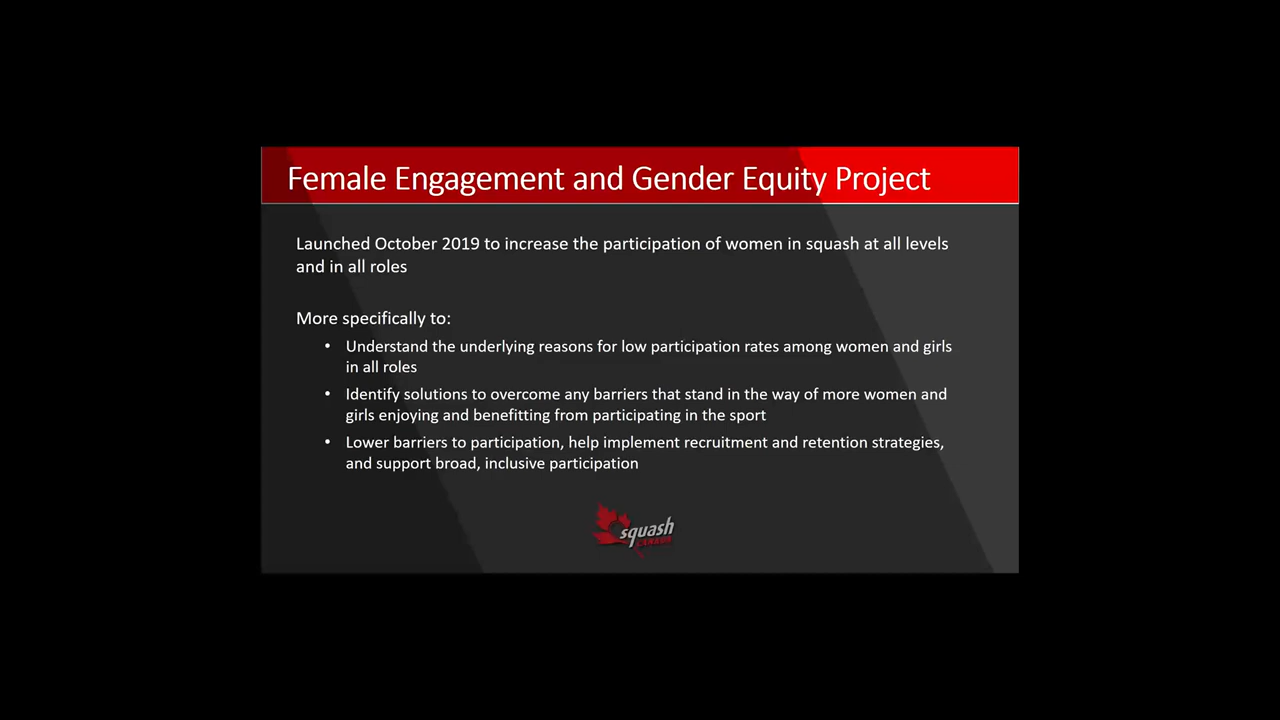 Female Engagement and Gender Equity Project
Launched October 2019 to increase the participation of women in squash at all levels
and in all roles
More specifically to:
• Understand the underlying reasons for low participation rates among women and girls
in all roles
• Identify solutions to overcome any barriers that stand in the way of more women and
girls enjoying and benefitting from participating in the sport
• Lower barriers to participation, help implement recruitment and retention strategies,
and support broad, inclusive participation
squash
CANADA